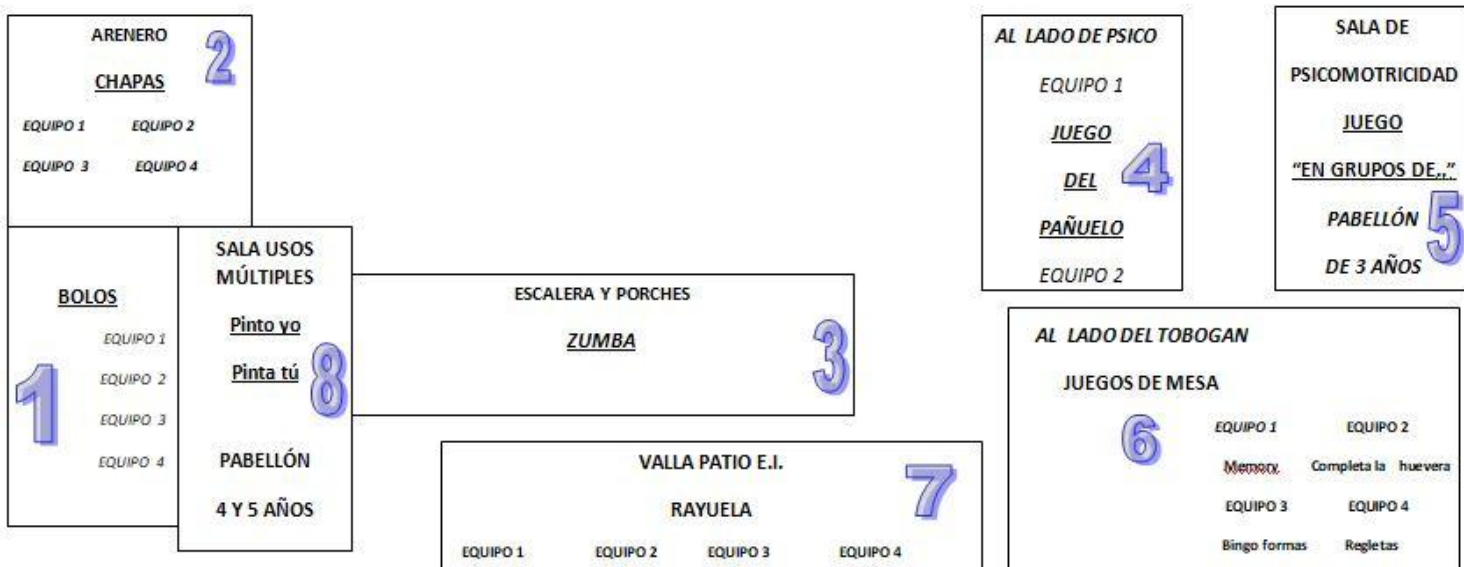 ARENERO
2
CHAPAS
EQUIPO 1 EQUIPO 2
EQUIPO 3 EQUIPO 4
BOLOS
EQUIPO 1
EQUIPO 2
EQUIPO 3
EQUIPO 4
1
SALA USOS
MÚLTIPLES
Pinto yo
Pinta tú
8
PABELLÓN
4 Y 5 AÑOS
ESCALERA Y PORCHES
ZUMBA
3
AL LADO DE PSICO
EQUIPO 1
JUEGO
DEL
4
PAÑUELO
EQUIPO 2
SALA DE
PSICOMOTRICIDAD
JUEGO
"EN GRUPOS DE,,"
PABELLÓN
5
DE 3 AÑOS
AL LADO DEL TOBOGAN
JUEGOS DE MESA
6
EQUIPO 1 EQUIPO 2
Memory Completa la huevera
EQUIPO 3 EQUIPO 4
Bingo formas Regletas
VALLA PATIO E.I.
7
RAYUELA
EQUIPO 1 EQUIPO 2 EQUIPO 3 EQUIPO 4